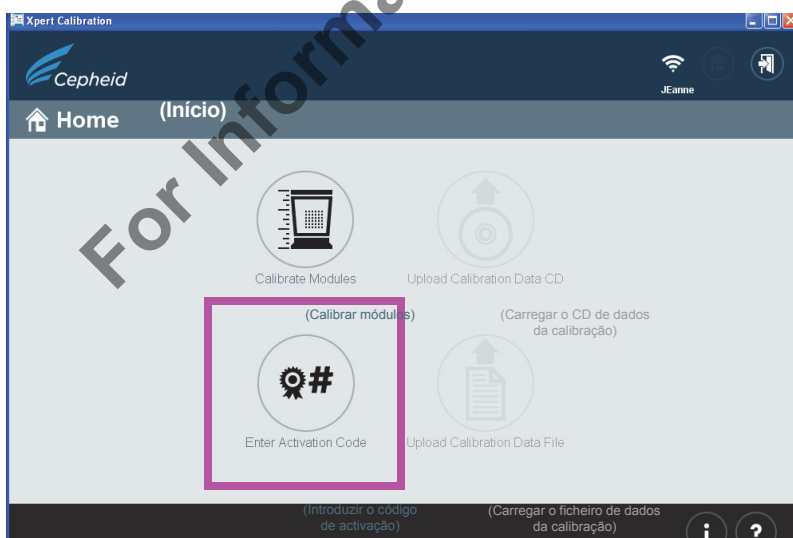 Xpert Calibration
Cepheid
JEanne
Home (Início)
For Informa
Calibrate Modules
Upload Calibration Data CD
(Calibrar módulos)
(Carregar o CD de dados
da calibração)
#
Enter Activation Code
Upload Calibration Data File
(Introduzir o código
de activação)
(Carregar o ficheiro de dados
da calibração)
i ?